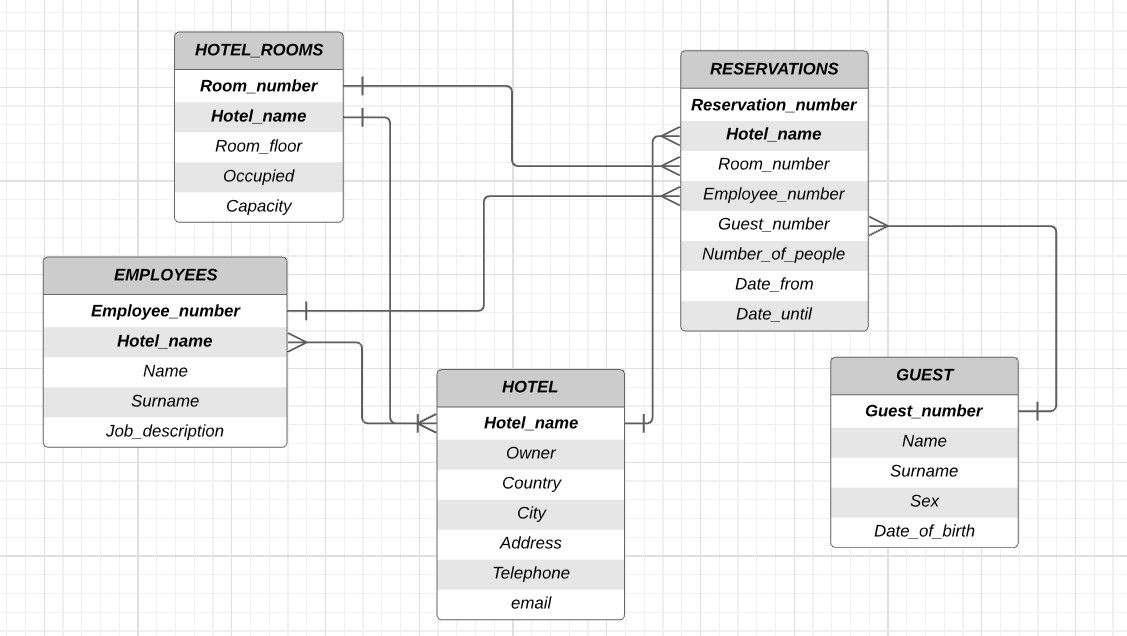 HOTEL_ROOMS
Room_number
Hotel_name
Room_floor
Occupied
Capacity
RESERVATIONS
Reservation_number
Hotel_name
Room_number
Employee_number
Guest_number
Number_of_people
Date_from
Date_until
EMPLOYEES
Employee_number
Hotel_name
Name
Surname
Job_description
HOTEL
Hotel_name
Owner
Country
City
Address
Telephone
email
GUEST
Guest_number
Name
Surname
Sex
Date_of_birth